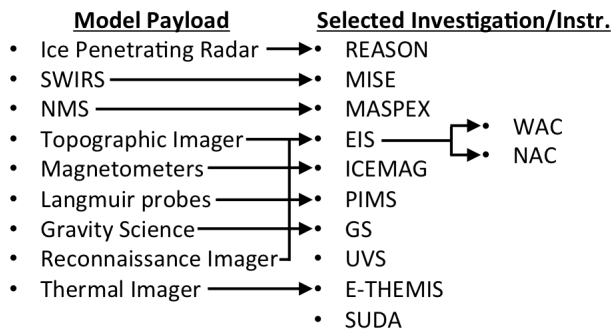 Model Payload
Selected Investigation/Instr.
• Ice Penetrating Radar
• REASON
• SWIRS
• MISE
• NMS
• MASPEX
• Topographic Imager
• EIS
• WAC
• NAC
• Magnetometers
• ICEMAG
• Langmuir probes
• PIMS
• Gravity Science
• GS
• Reconnaissance Imager
• UVS
• Thermal Imager
• E-THEMIS
• SUDA